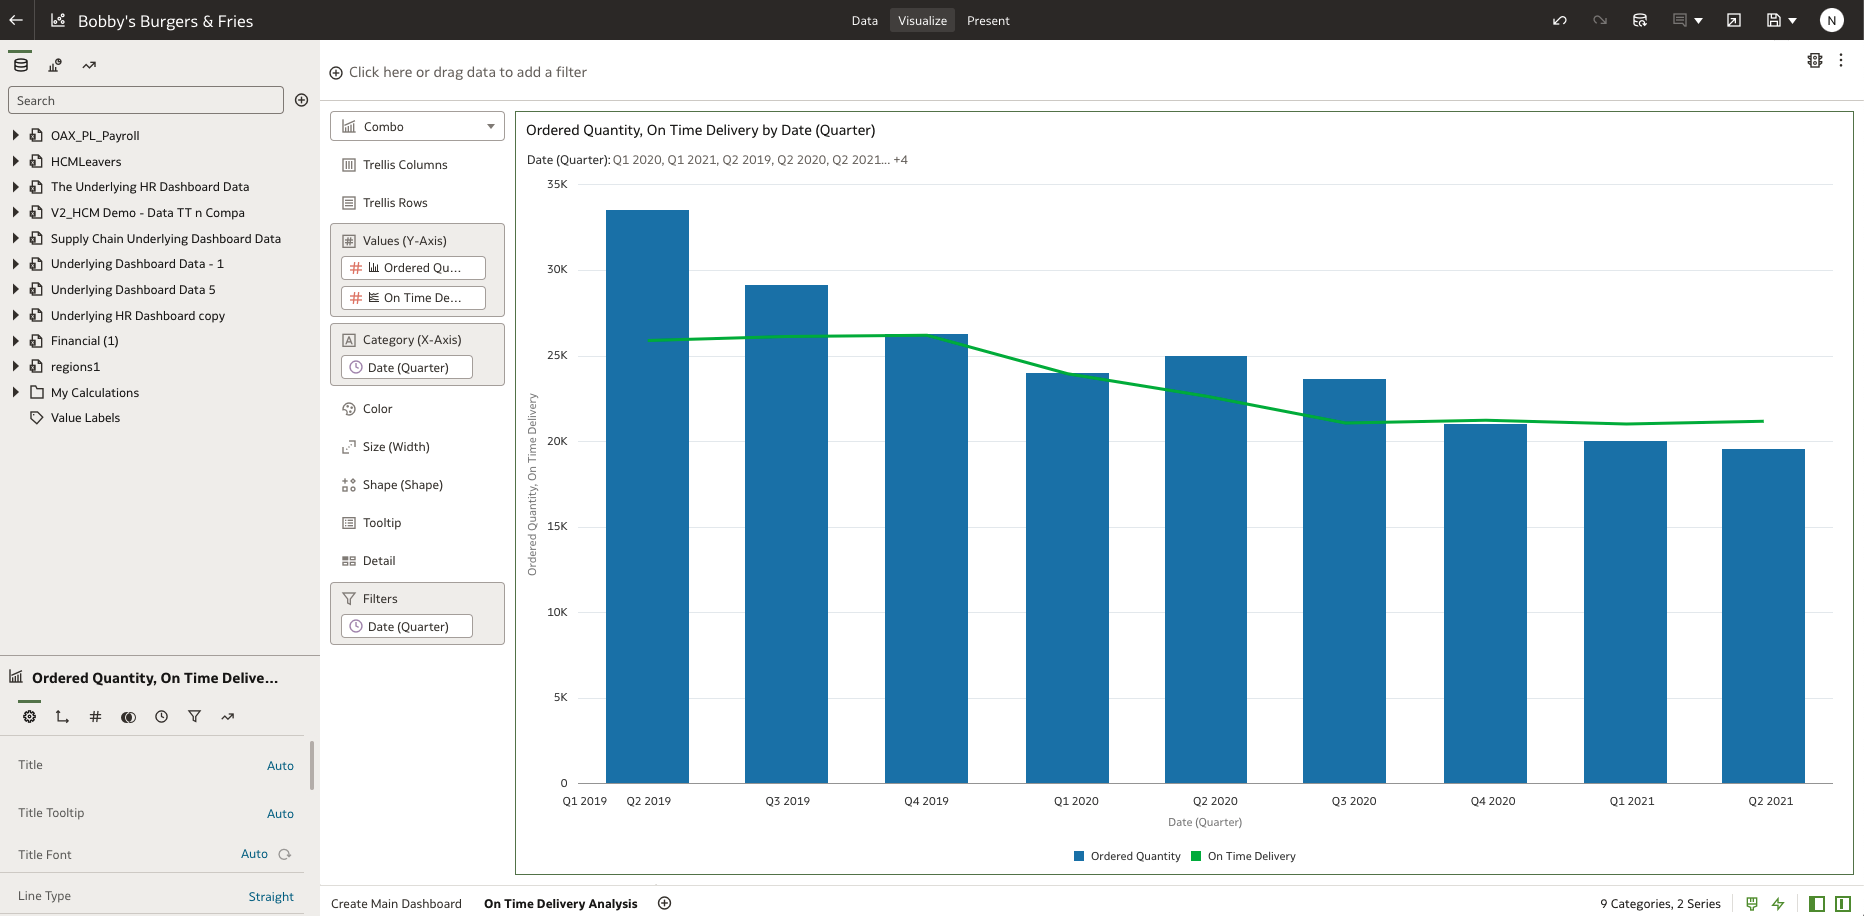 Bobby's Burgers & Fries
Data Visualize Present
N
Search
OAX_PL_Payroll
HCMLeavers
The Underlying HR Dashboard Data
V2_HCM Demo - Data TT n Compa
Supply Chain Underlying Dashboard Data
Underlying Dashboard Data - 1
Underlying Dashboard Data 5
Underlying HR Dashboard copy
Financial (1)
regions1
My Calculations
Value Labels
Ordered Quantity, On Time Delive...
Title Auto
Title Tooltip Auto
Title Font Auto
Line Type Straight
Click here or drag data to add a filter
Combo
Trellis Columns
Trellis Rows
Values (Y-Axis)
# Ordered Qu...
# On Time De...
Category (X-Axis)
Date (Quarter)
Color
Size (Width)
Shape (Shape)
Tooltip
Detail
Filters
Date (Quarter)
Ordered Quantity, On Time Delivery by Date (Quarter)
Date (Quarter): Q1 2020, Q1 2021, Q2 2019, Q2 2020, Q2 2021... +4
Ordered Quantity, On Time Delivery
35K
30K
25K
20K
15K
10K
5K
0
Q1 2019 Q2 2019 Q3 2019 Q4 2019 Q1 2020 Q2 2020 Q3 2020 Q4 2020 Q1 2021 Q2 2021
Date (Quarter)
Ordered Quantity On Time Delivery
Create Main Dashboard On Time Delivery Analysis
9 Categories, 2 Series